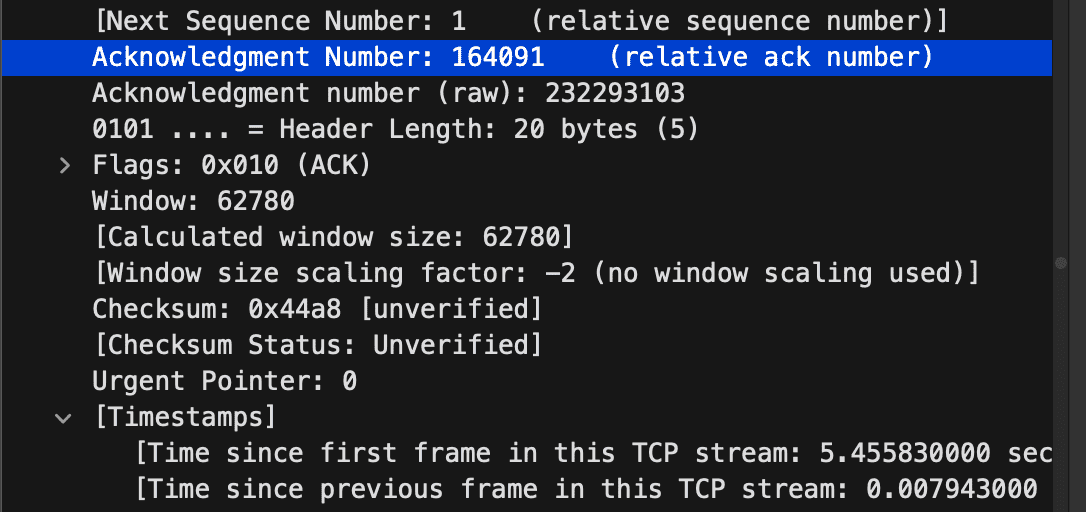 [Next Sequence Number: 1    (relative sequence number)]
Acknowledgment Number: 164091    (relative ack number)
Acknowledgment number (raw): 232293103
0101 .... = Header Length: 20 bytes (5)
Flags: 0x010 (ACK)
Window: 62780
[Calculated window size: 62780]
[Window size scaling factor: -2 (no window scaling used)]
Checksum: 0x44a8 [unverified]
[Checksum Status: Unverified]
Urgent Pointer: 0
[Timestamps]
[Time since first frame in this TCP stream: 5.455830000 sec
[Time since previous frame in this TCP stream: 0.007943000